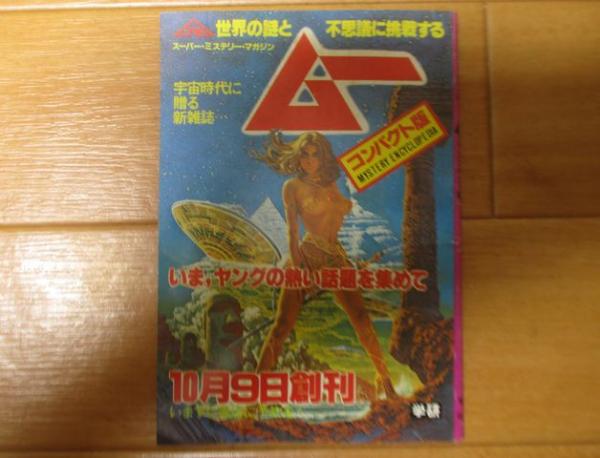 世界の謎と 不思議に挑戦する
スーパー・ミステリー・マガジン
ムー
宇宙時代に
贈る
新雑誌…
コンパクト版
MYSTERY ENCYCLOPEDIA
いま,ヤングの熱い話題を集めて
10月9日創刊
学研